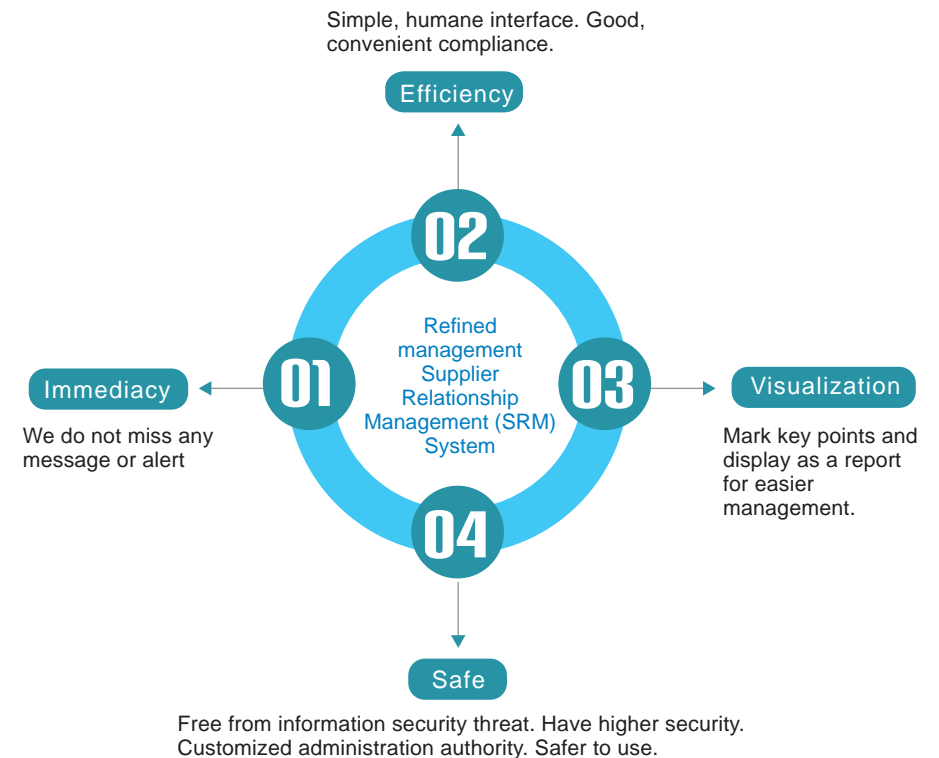 Simple, humane interface. Good,
convenient compliance.
Efficiency
02
Refined
management
Supplier
Relationship
Management (SRM)
System
01
Immediacy
We do not miss any
message or alert
03
Visualization
Mark key points and
display as a report
for easier
management.
04
Safe
Free from information security threat. Have higher security.
Customized administration authority. Safer to use.